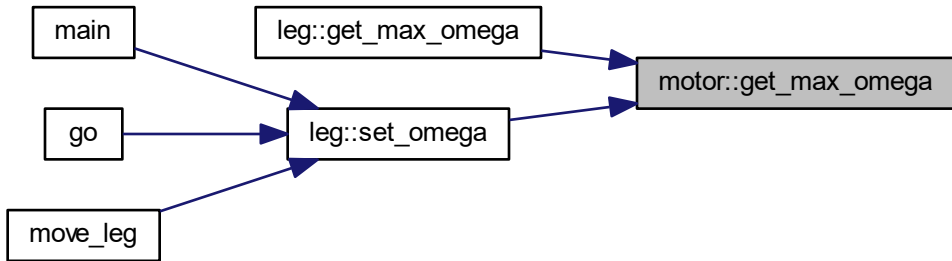 main
leg::get_max_omega
motor::get_max_omega
go
leg::set_omega
move_leg